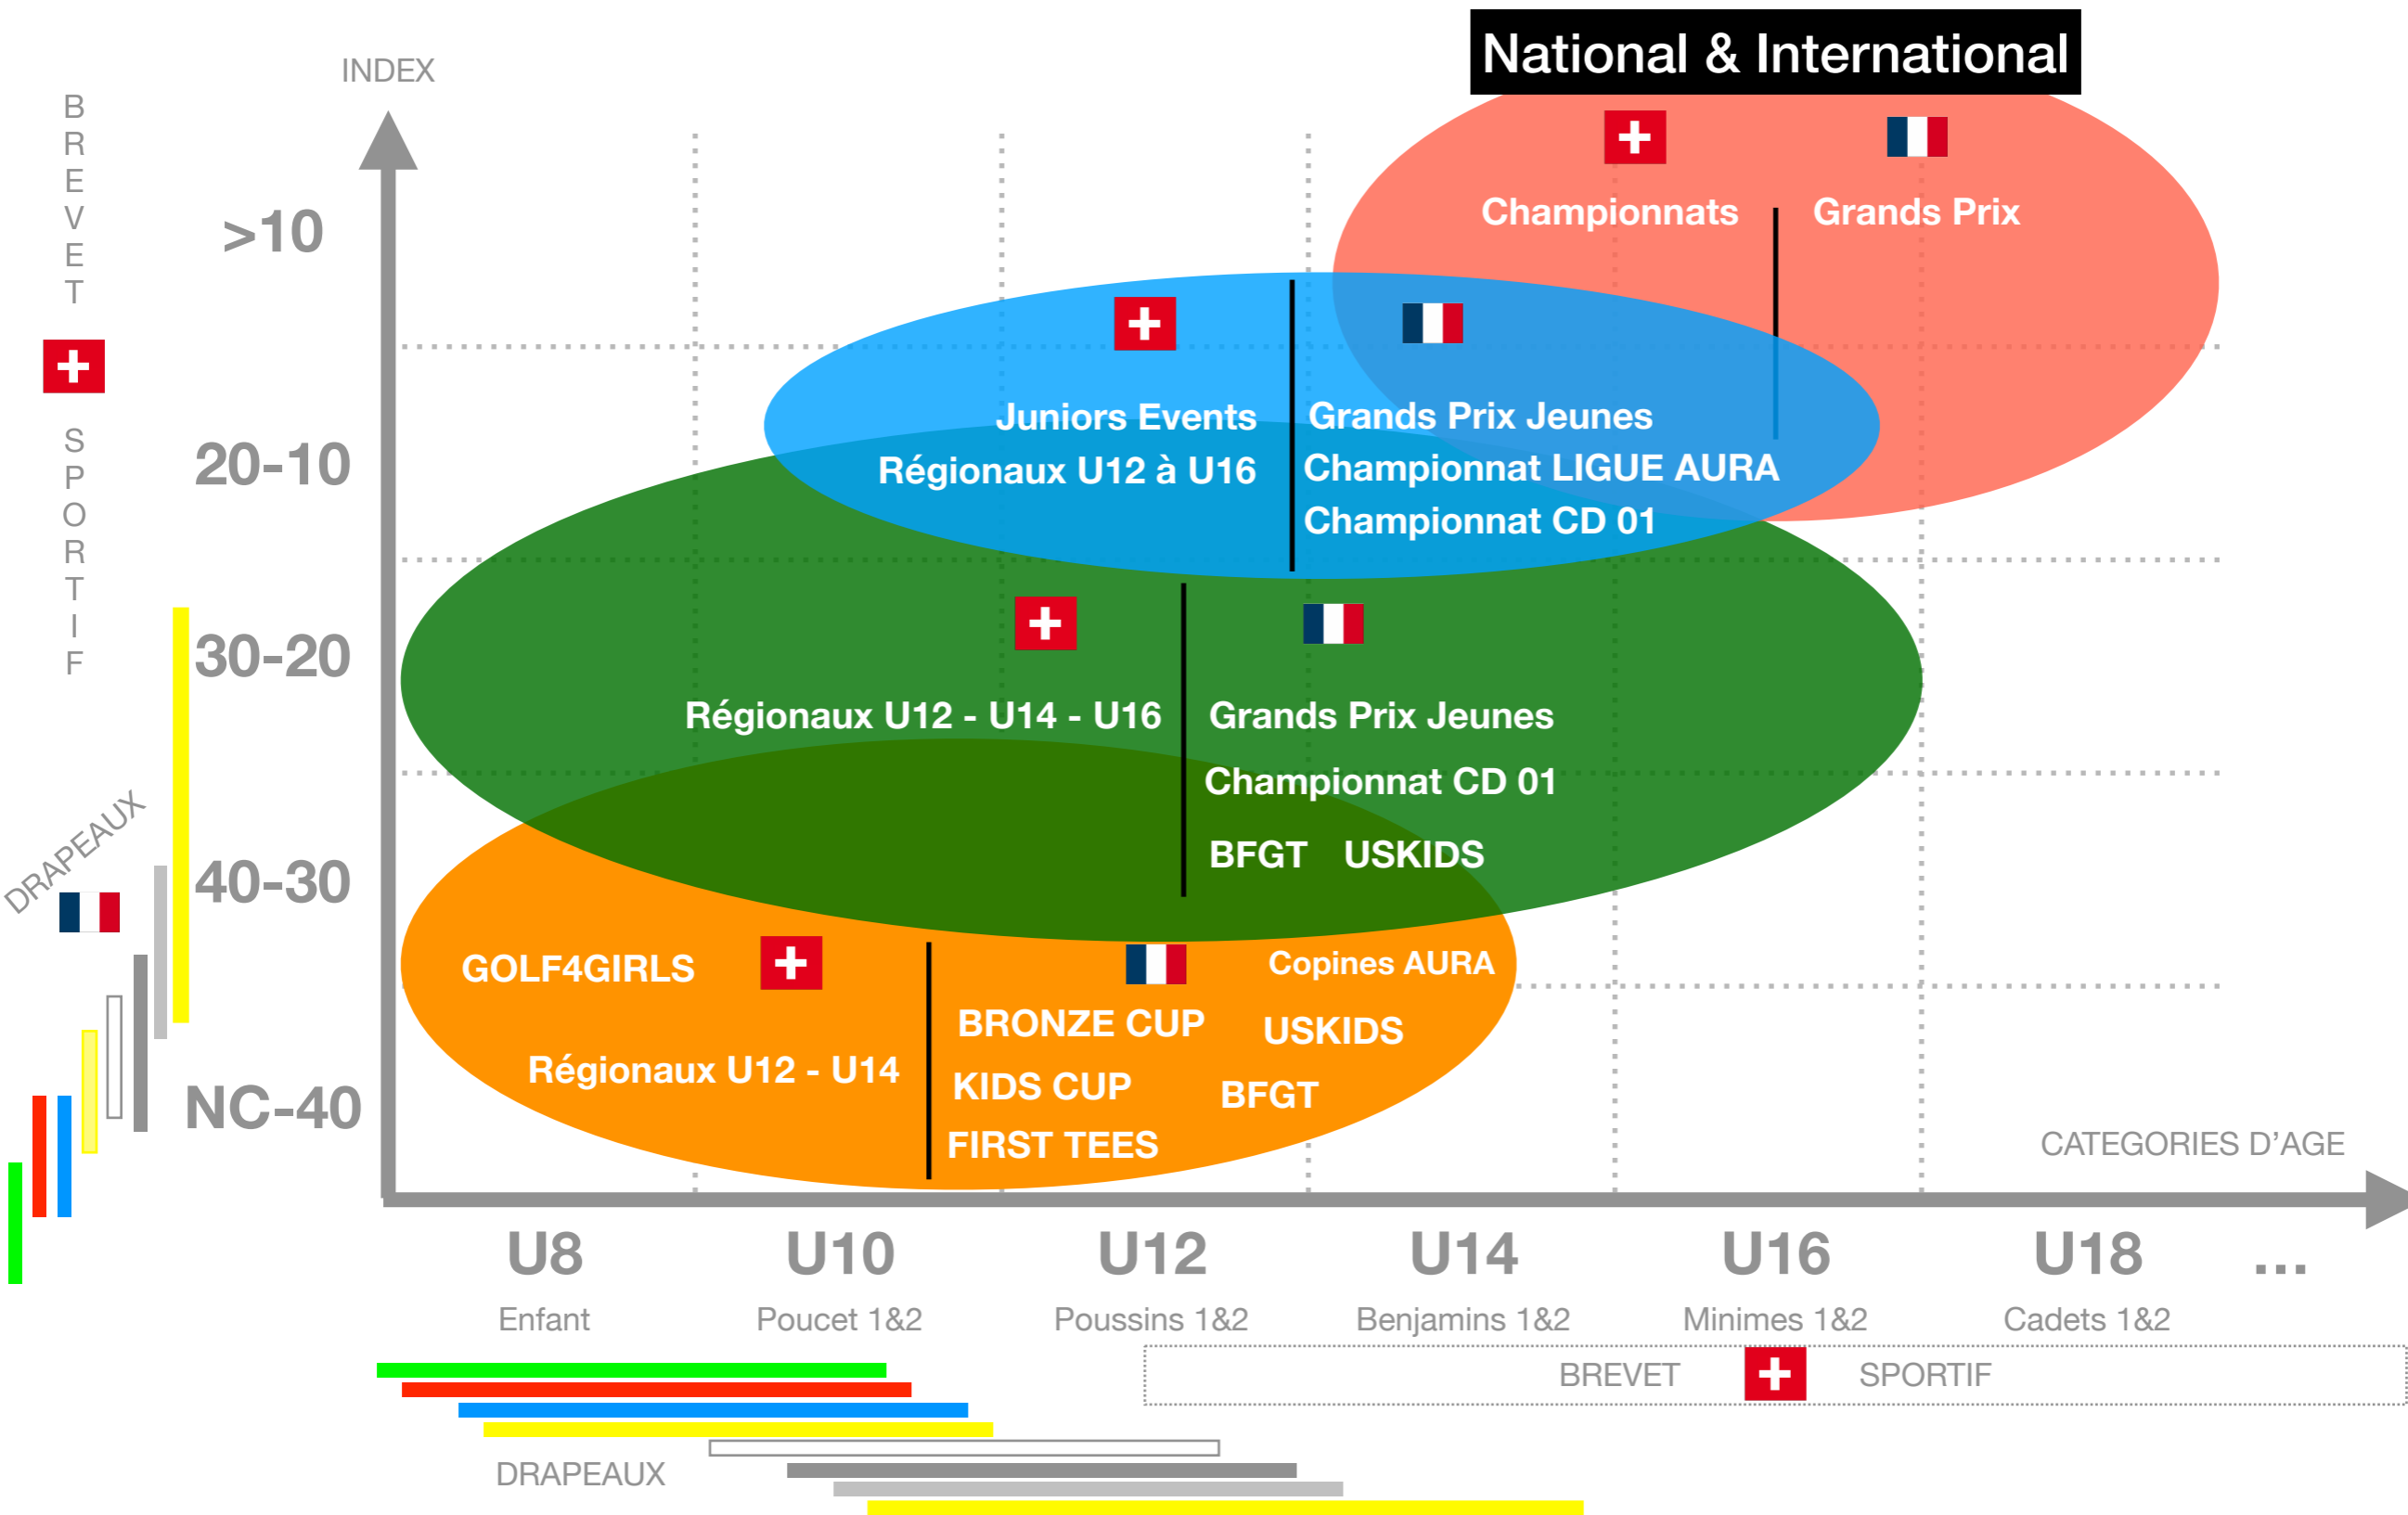 National & International
INDEX
BREVET
SPORTIF
>10
Championnats
Grands Prix
20-10
Juniors Events
Régionaux U12 à U16
Grands Prix Jeunes
Championnat LIGUE AURA
Championnat CD 01
30-20
Régionaux U12 - U14 - U16
Grands Prix Jeunes
Championnat CD 01
BFGT USKIDS
DRAPEAUX
40-30
GOLF4GIRLS
Régionaux U12 - U14
Copines AURA
BRONZE CUP
USKIDS
KIDS CUP
BFGT
FIRST TEES
NC-40
CATEGORIES D’AGE
U8 U10 U12 U14 U16 U18 ...
Enfant Poucet 1&2 Poussins 1&2 Benjamins 1&2 Minimes 1&2 Cadets 1&2
BREVET SPORTIF
DRAPEAUX